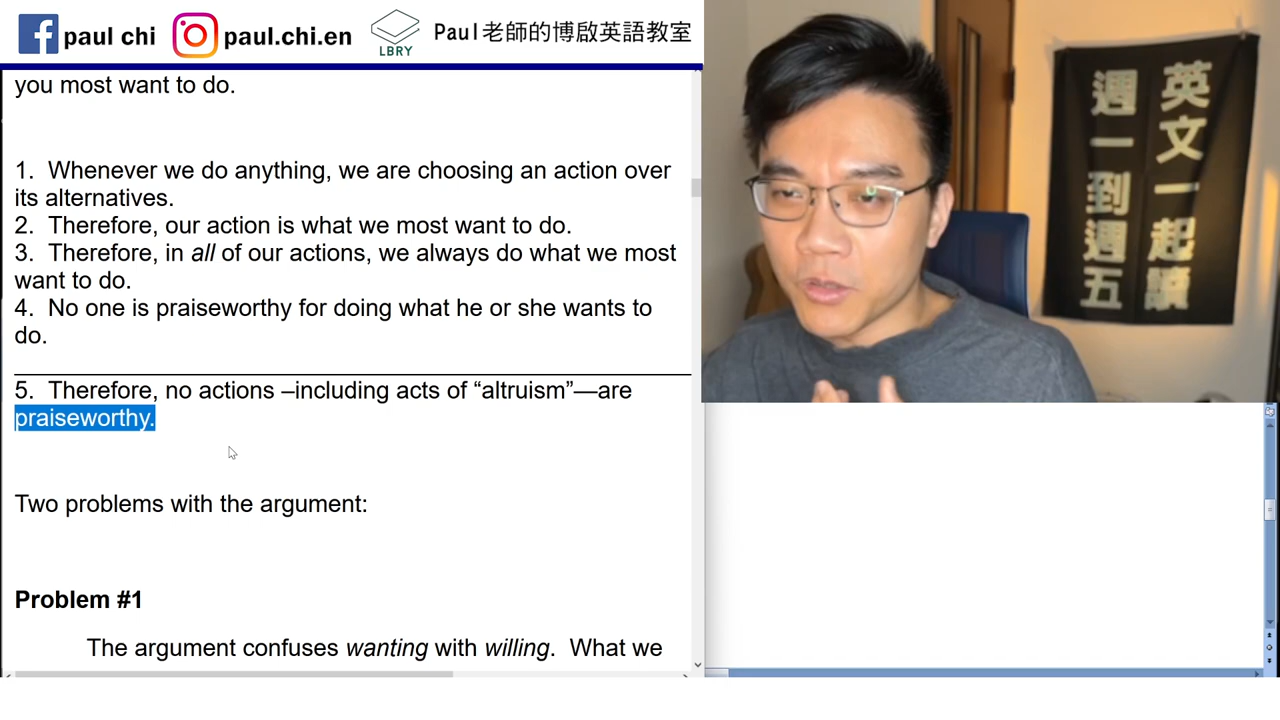 paul chi
paul.chi.en
LBRY
Paul老師的博啟英語教室
you most want to do.
1. Whenever we do anything, we are choosing an action over
its alternatives.
2. Therefore, our action is what we most want to do.
3. Therefore, in all of our actions, we always do what we most
want to do.
4. No one is praiseworthy for doing what he or she wants to
do.
5. Therefore, no actions –including acts of “altruism”—are
praiseworthy.
Two problems with the argument:
Problem #1
The argument confuses wanting with willing. What we
英文一起讀
週一到週五